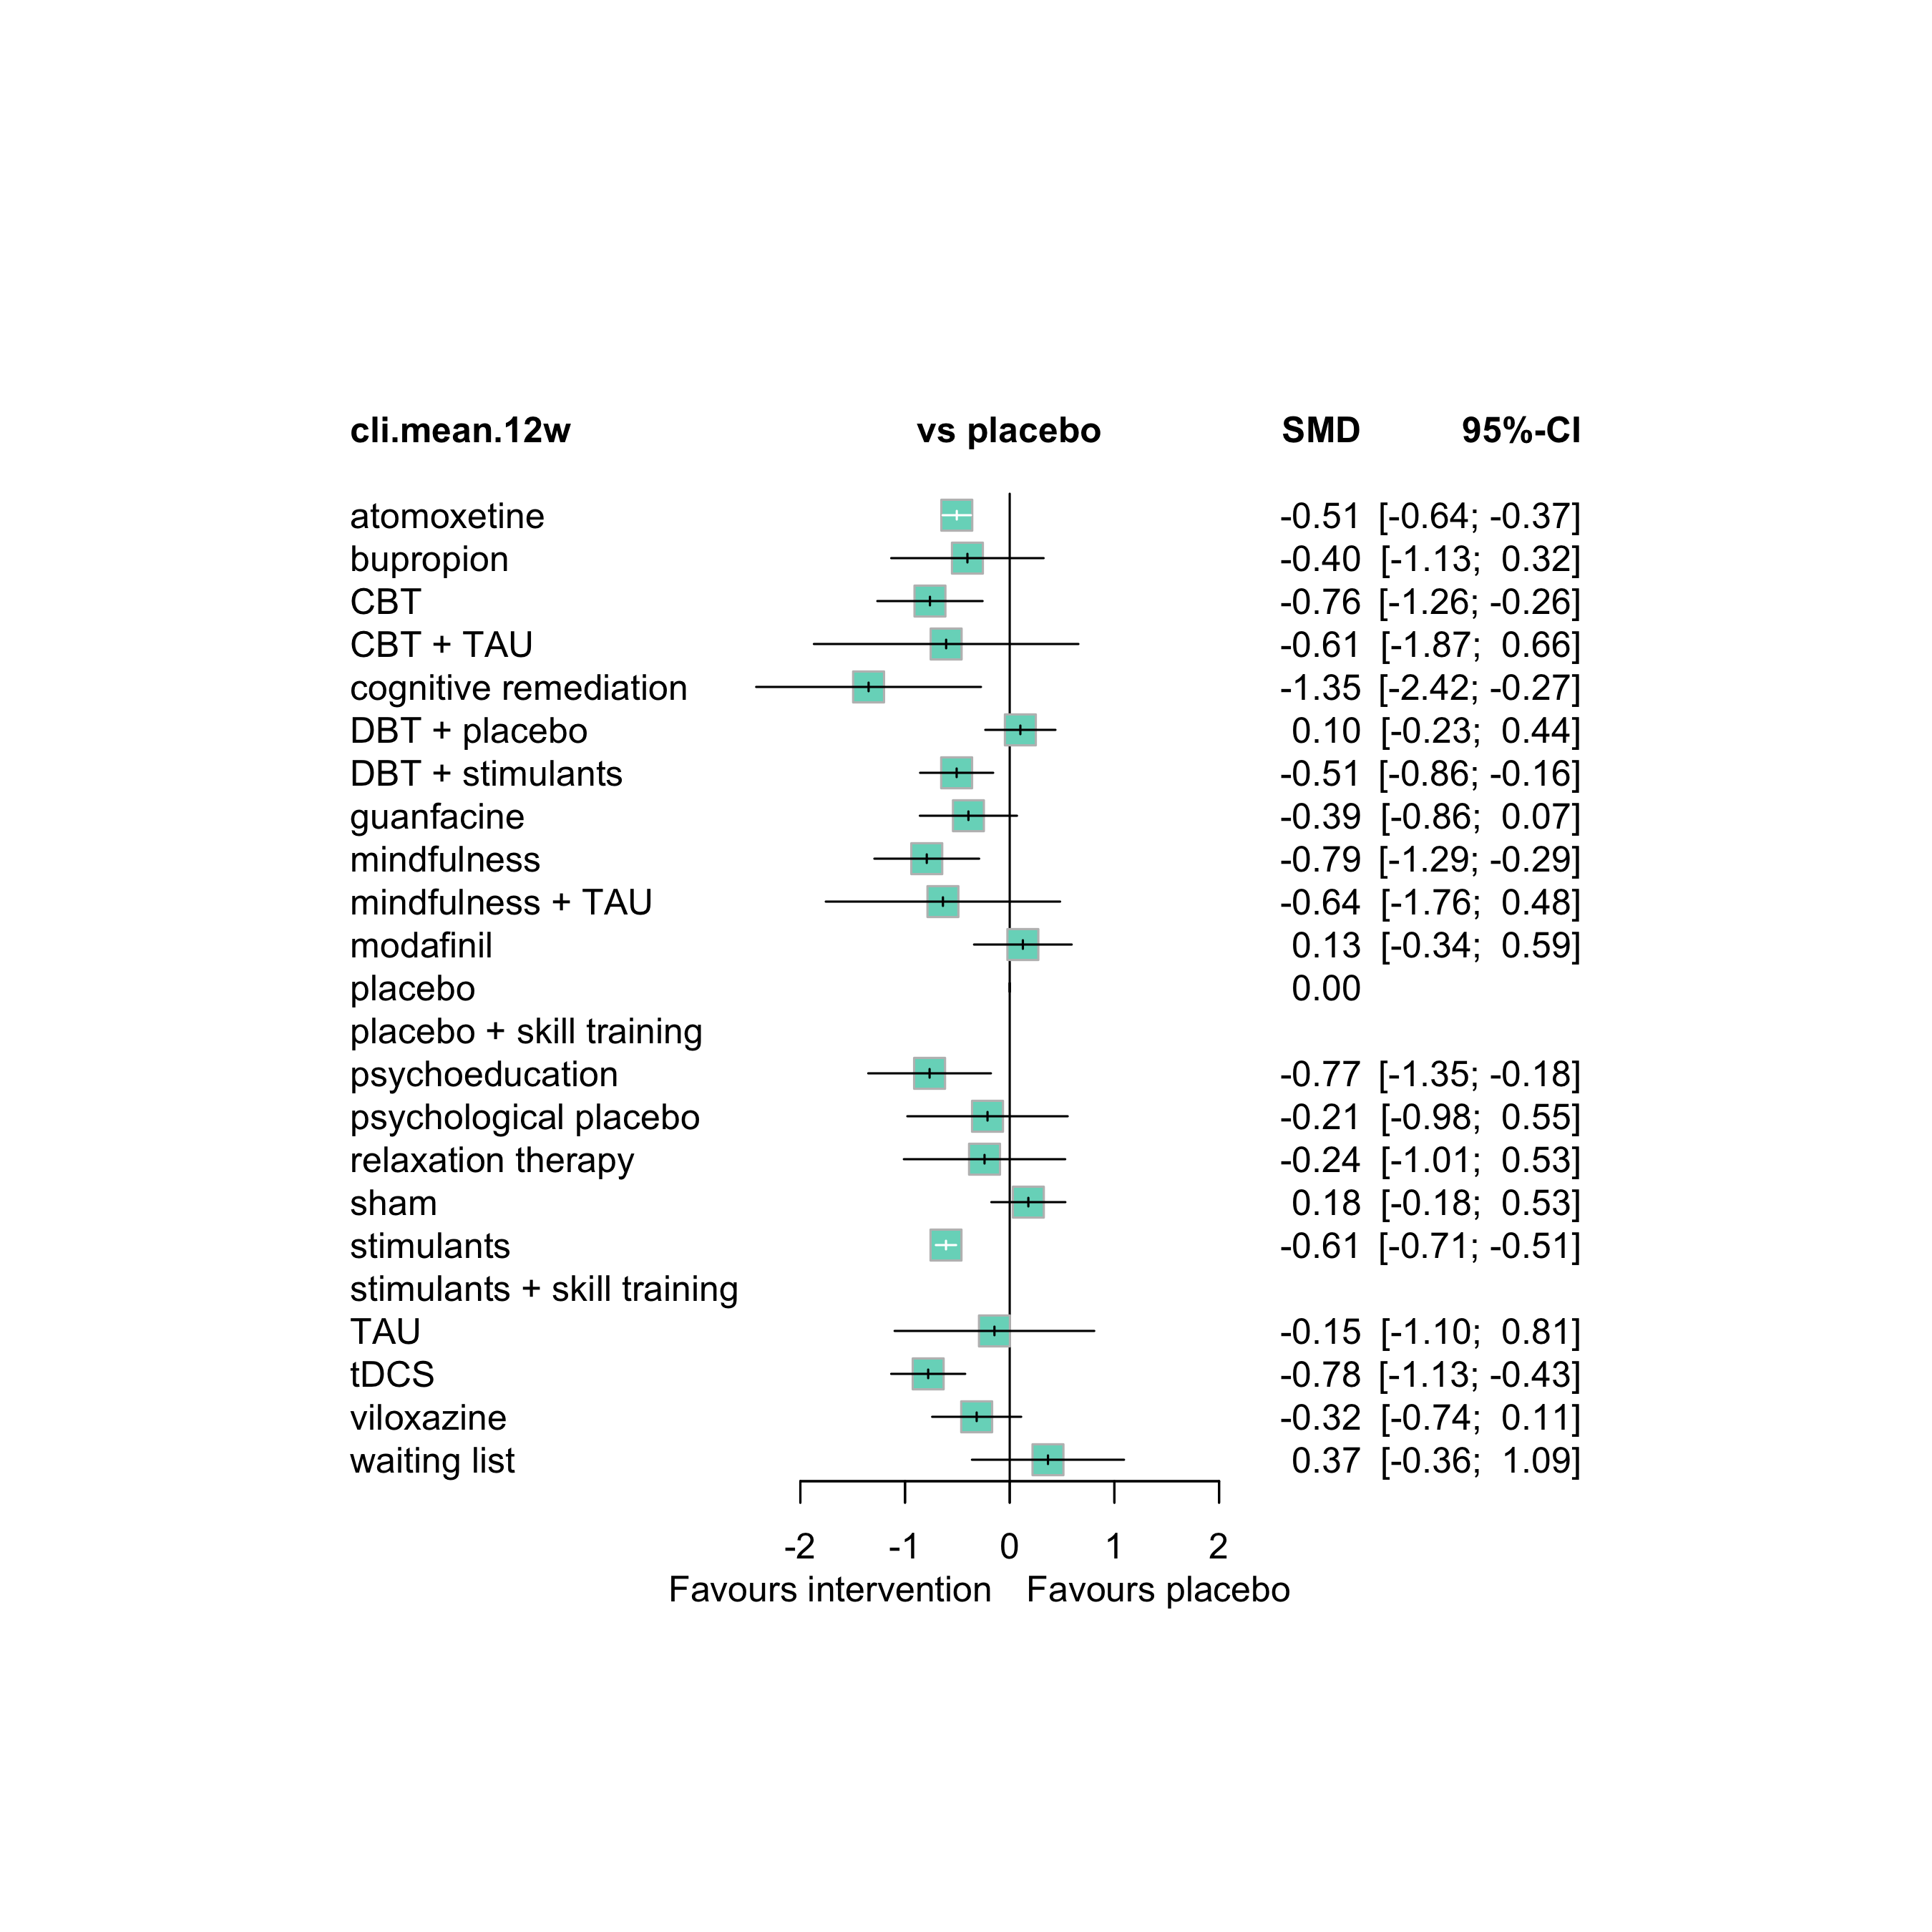 cli.mean.12w vs placebo SMD 95%-CI
atomoxetine -0.51 [-0.64; -0.37]
bupropion -0.40 [-1.13; 0.32]
CBT -0.76 [-1.26; -0.26]
CBT + TAU -0.61 [-1.87; 0.66]
cognitive remediation -1.35 [-2.42; -0.27]
DBT + placebo 0.10 [-0.23; 0.44]
DBT + stimulants -0.51 [-0.86; -0.16]
guanfacine -0.39 [-0.86; 0.07]
mindfulness -0.79 [-1.29; -0.29]
mindfulness + TAU -0.64 [-1.76; 0.48]
modafinil 0.13 [-0.34; 0.59]
placebo 0.00
placebo + skill training
psychoeducation -0.77 [-1.35; -0.18]
psychological placebo -0.21 [-0.98; 0.55]
relaxation therapy -0.24 [-1.01; 0.53]
sham 0.18 [-0.18; 0.53]
stimulants -0.61 [-0.71; -0.51]
stimulants + skill training
TAU -0.15 [-1.10; 0.81]
tDCS -0.78 [-1.13; -0.43]
viloxazine -0.32 [-0.74; 0.11]
waiting list 0.37 [-0.36; 1.09]
-2 -1 0 1 2
Favours intervention Favours placebo